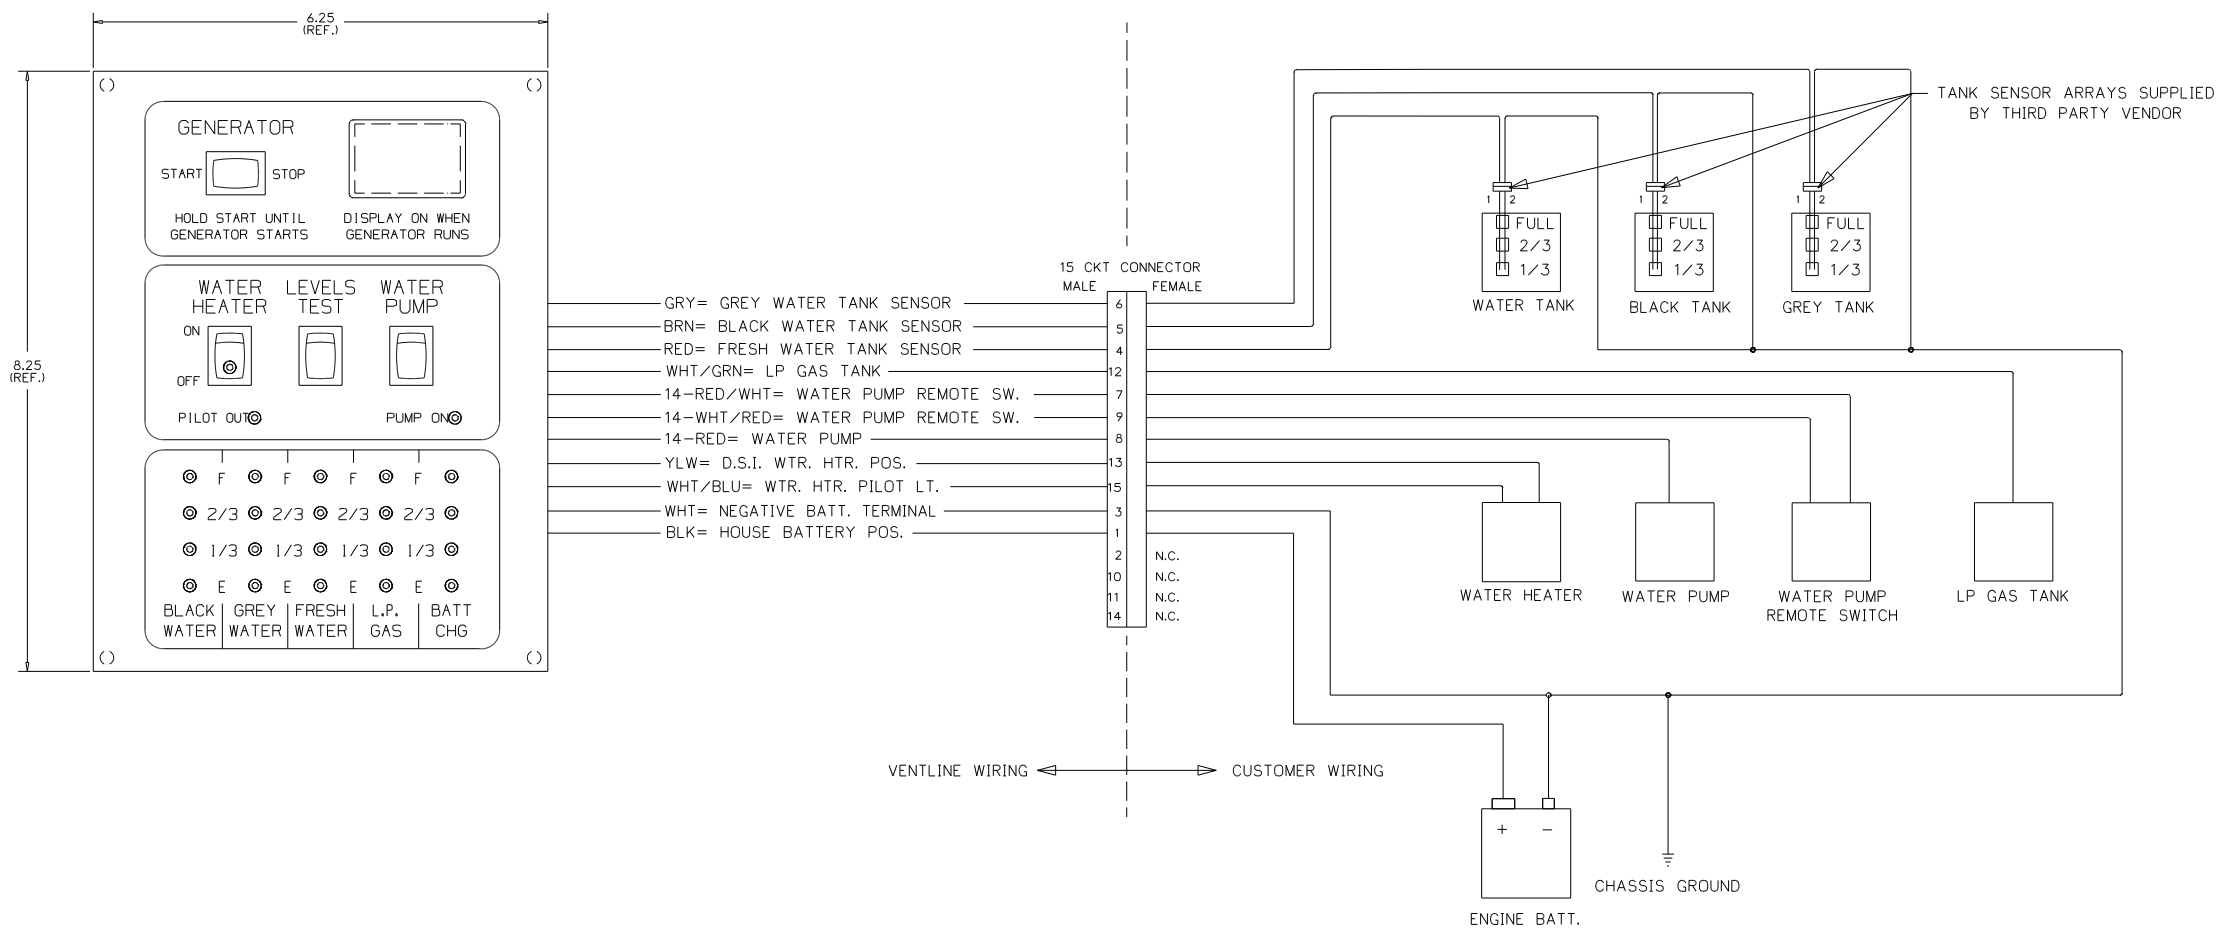 6.25
(REF.)
8.25
(REF.)
GENERATOR
START
STOP
HOLD START UNTIL
GENERATOR STARTS
DISPLAY ON WHEN
GENERATOR RUNS
WATER
HEATER
LEVELS
TEST
WATER
PUMP
ON
OFF
PILOT OUT
PUMP ON
F F F F
2/3 2/3 2/3 2/3
1/3 1/3 1/3 1/3
E E E E
BLACK
WATER
GREY
WATER
FRESH
WATER
L.P.
GAS
BATT
CHG
GRY= GREY WATER TANK SENSOR
BRN= BLACK WATER TANK SENSOR
RED= FRESH WATER TANK SENSOR
WHT/GRN= LP GAS TANK
14-RED/WHT= WATER PUMP REMOTE SW.
14-WHT/RED= WATER PUMP REMOTE SW.
14-RED= WATER PUMP
YLW= D.S.I. WTR. HTR. POS.
WHT/BLU= WTR. HTR. PILOT LT.
WHT= NEGATIVE BATT. TERMINAL
BLK= HOUSE BATTERY POS.
15 CKT CONNECTOR
MALE
FEMALE
6
5
4
12
7
9
8
13
15
3
1
2 N.C.
10 N.C.
11 N.C.
14 N.C.
VENTLINE WIRING
CUSTOMER WIRING
TANK SENSOR ARRAYS SUPPLIED
BY THIRD PARTY VENDOR
1 2
FULL
2/3
1/3
WATER TANK
1 2
FULL
2/3
1/3
BLACK TANK
1 2
FULL
2/3
1/3
GREY TANK
WATER HEATER
WATER PUMP
WATER PUMP
REMOTE SWITCH
LP GAS TANK
+ −
ENGINE BATT.
CHASSIS GROUND